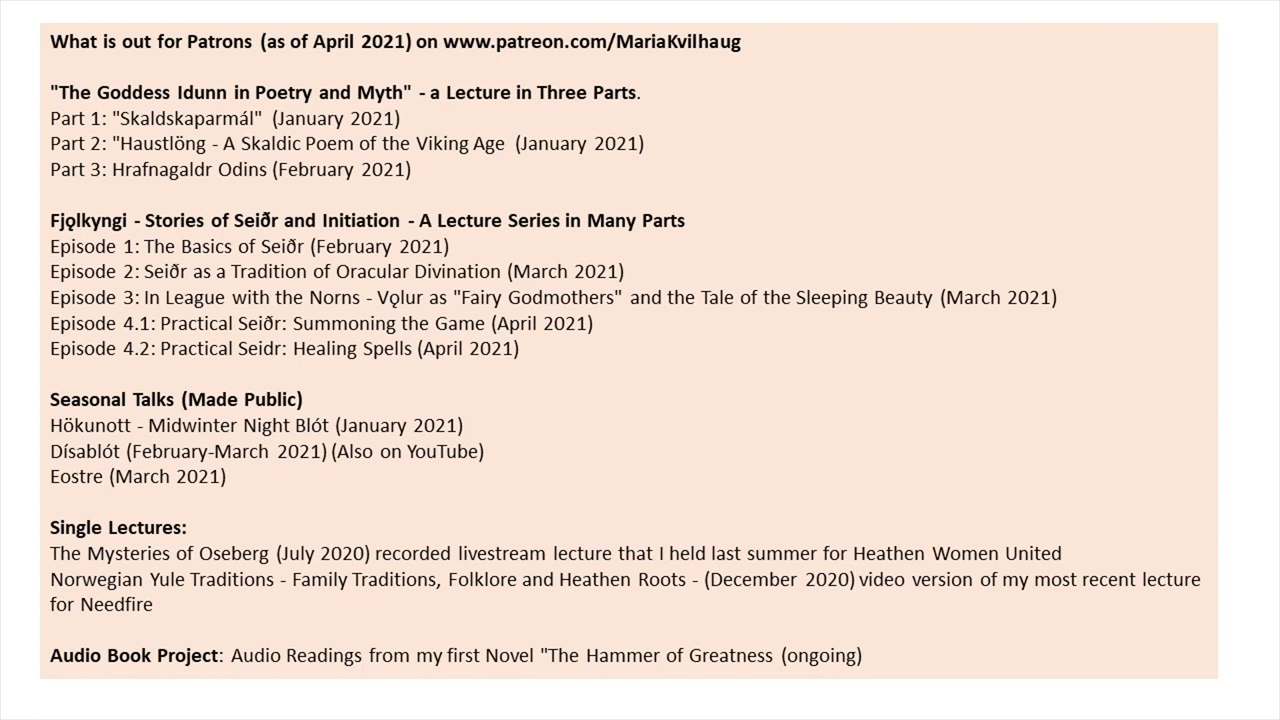 What is out for Patrons (as of April 2021) on www.patreon.com/MariaKvilhaug
"The Goddess Idunn in Poetry and Myth" - a Lecture in Three Parts.
Part 1: "Skaldskaparmál" (January 2021)
Part 2: "Haustlöng - A Skaldic Poem of the Viking Age (January 2021)
Part 3: Hrafnagaldr Odins (February 2021)
Fjǫlkyngi - Stories of Seiðr and Initiation - A Lecture Series in Many Parts
Episode 1: The Basics of Seiðr (February 2021)
Episode 2: Seiðr as a Tradition of Oracular Divination (March 2021)
Episode 3: In League with the Norns - Vǫlur as "Fairy Godmothers" and the Tale of the Sleeping Beauty (March 2021)
Episode 4.1: Practical Seiðr: Summoning the Game (April 2021)
Episode 4.2: Practical Seidr: Healing Spells (April 2021)
Seasonal Talks (Made Public)
Hökunott - Midwinter Night Blót (January 2021)
Dísablót (February-March 2021) (Also on YouTube)
Eostre (March 2021)
Single Lectures:
The Mysteries of Oseberg (July 2020) recorded livestream lecture that I held last summer for Heathen Women United
Norwegian Yule Traditions - Family Traditions, Folklore and Heathen Roots - (December 2020) video version of my most recent lecture
for Needfire
Audio Book Project: Audio Readings from my first Novel "The Hammer of Greatness (ongoing)